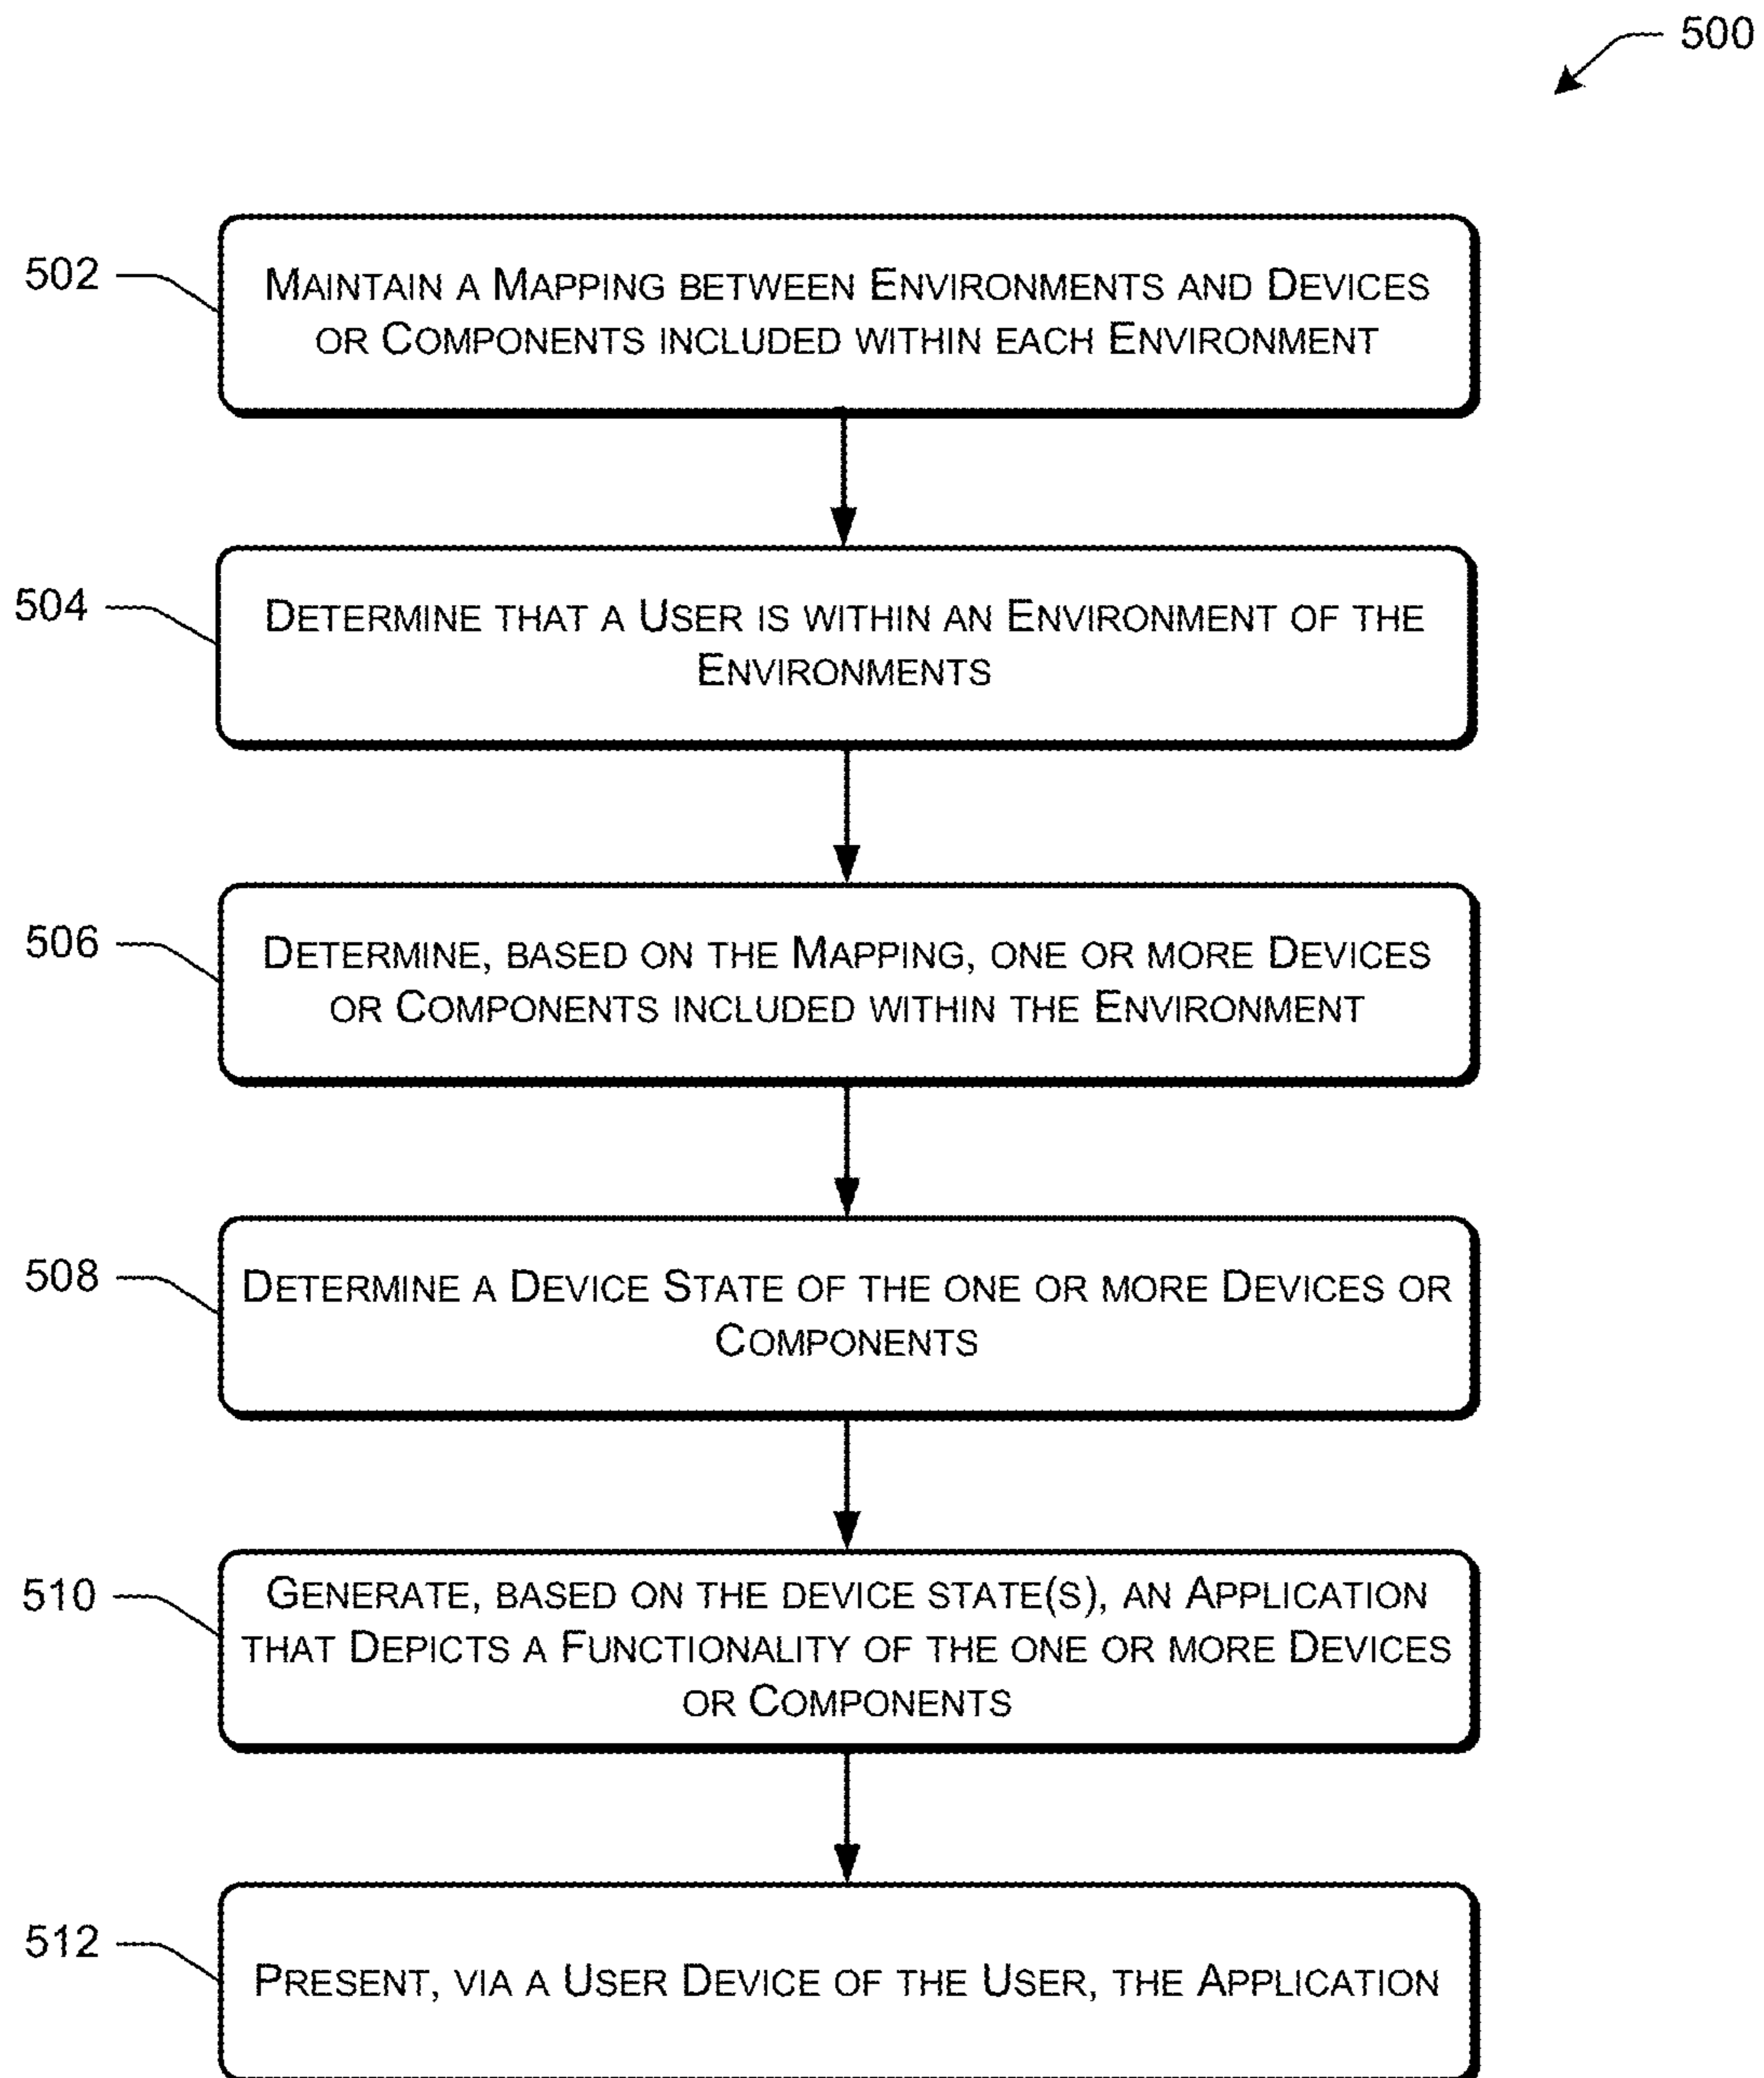 500
502
MAINTAIN A MAPPING BETWEEN ENVIRONMENTS AND DEVICES
OR COMPONENTS INCLUDED WITHIN EACH ENVIRONMENT
504
DETERMINE THAT A USER IS WITHIN AN ENVIRONMENT OF THE
ENVIRONMENTS
506
DETERMINE, BASED ON THE MAPPING, ONE OR MORE DEVICES
OR COMPONENTS INCLUDED WITHIN THE ENVIRONMENT
508
DETERMINE A DEVICE STATE OF THE ONE OR MORE DEVICES OR
COMPONENTS
510
GENERATE, BASED ON THE DEVICE STATE(S), AN APPLICATION
THAT DEPICTS A FUNCTIONALITY OF THE ONE OR MORE DEVICES
OR COMPONENTS
512
PRESENT, VIA A USER DEVICE OF THE USER, THE APPLICATION